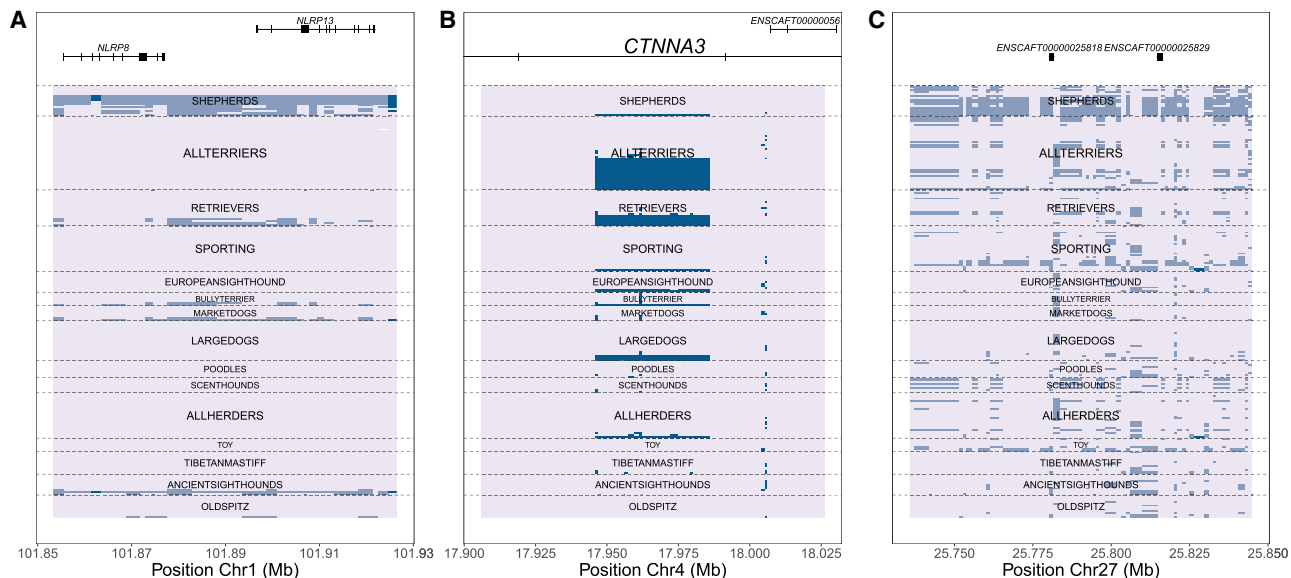 A
NLRP13
NLRP8
SHEPHERDS
ALLTERRIERS
RETRIEVERS
SPORTING
EUROPEANSIGHTHOUND
BULLYTERRIER
MARKETDOGS
LARGEDOGS
POODLES
SCENTHOUNDS
ALLHERDERS
TOY
TIBETANMASTIFF
ANCIENTSIGHTHOUNDS
OLDSPITZ
101.85 101.87 101.89 101.91 101.93
Position Chr1 (Mb)
B
ENSCAFT00000056
CTNNA3
SHEPHERDS
ALLTERRIERS
RETRIEVERS
SPORTING
EUROPEANSIGHTHOUND
BULLYTERRIER
MARKETDOGS
LARGEDOGS
POODLES
SCENTHOUNDS
ALLHERDERS
TOY
TIBETANMASTIFF
ANCIENTSIGHTHOUNDS
OLDSPITZ
17.900 17.925 17.950 17.975 18.000 18.025
Position Chr4 (Mb)
C
ENSCAFT00000025818 ENSCAFT00000025829
SHEPHERDS
ALLTERRIERS
RETRIEVERS
SPORTING
EUROPEANSIGHTHOUND
BULLYTERRIER
MARKETDOGS
LARGEDOGS
POODLES
SCENTHOUNDS
ALLHERDERS
TOY
TIBETANMASTIFF
ANCIENTSIGHTHOUNDS
OLDSPITZ
25.750 25.775 25.800 25.825 25.850
Position Chr27 (Mb)